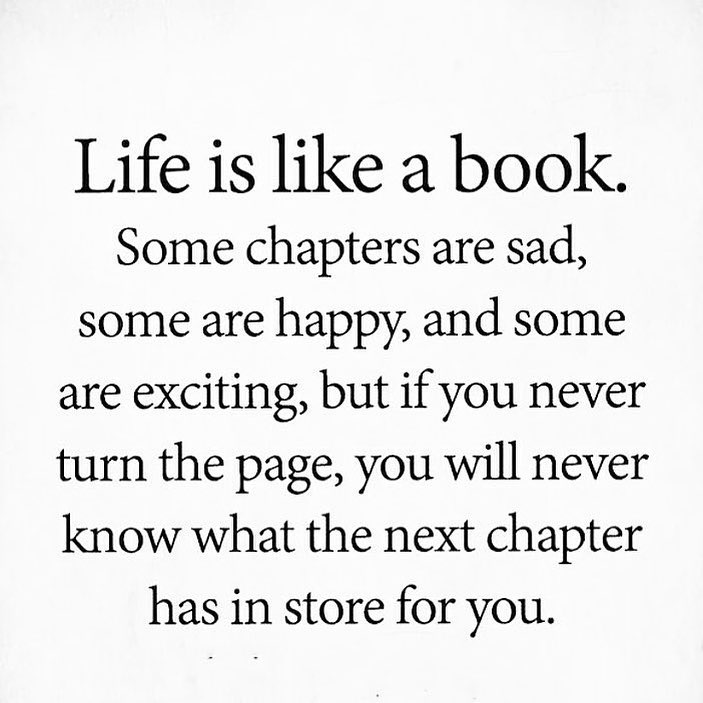 Life is like a book.
Some chapters are sad,
some are happy, and some
are exciting, but if you never
turn the page, you will never
know what the next chapter
has in store for you.